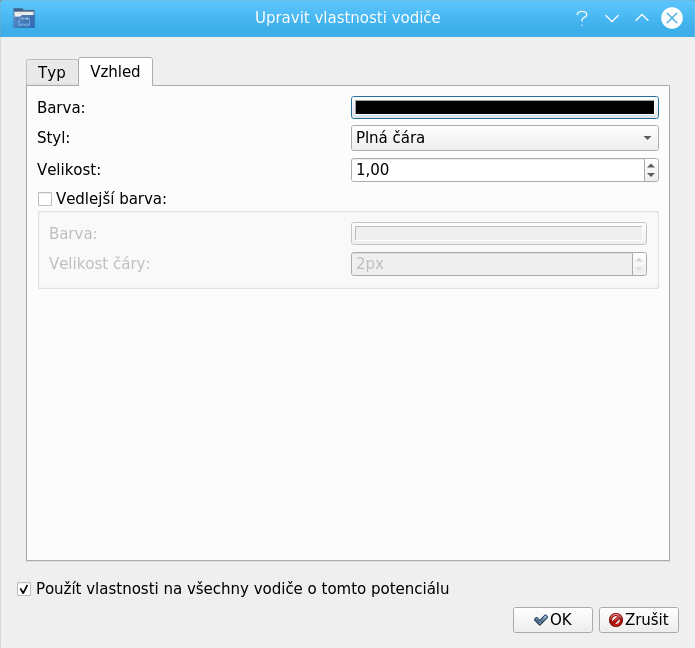 Upravit vlastnosti vodiče
Typ
Vzhled
Barva:
Styl: Plná čára
Velikost: 1,00
Vedlejší barva:
Barva:
Velikost čáry: 2px
Použít vlastnosti na všechny vodiče o tomto potenciálu
OK Zrušit